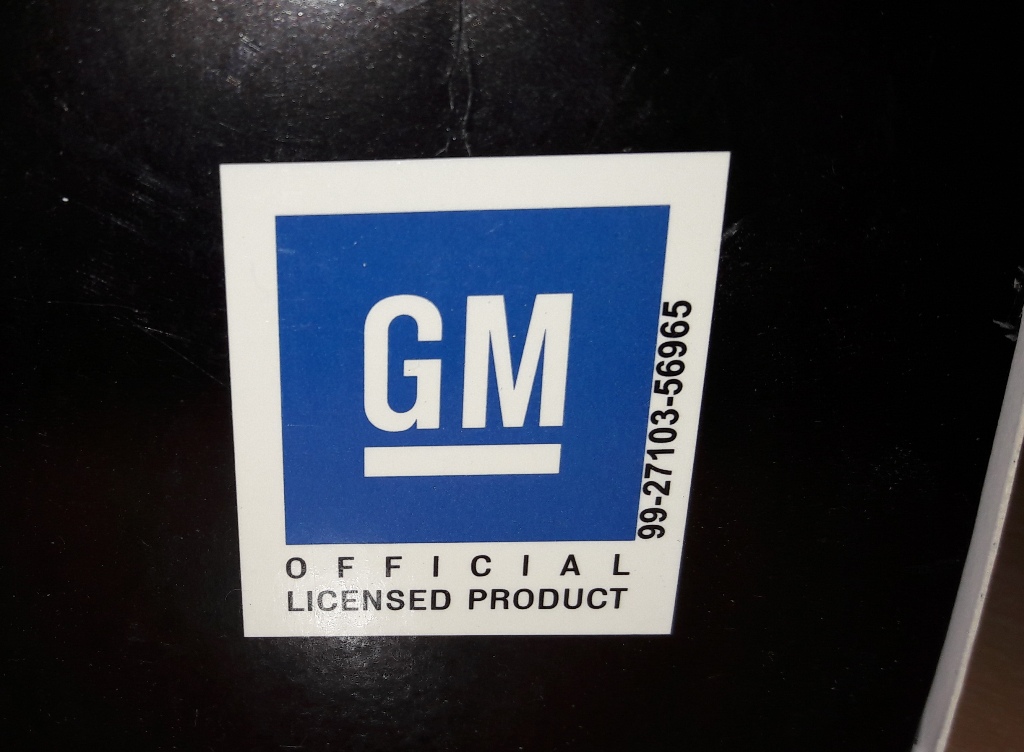 GM
99-27103-56965
OFFICIAL
LICENSED PRODUCT